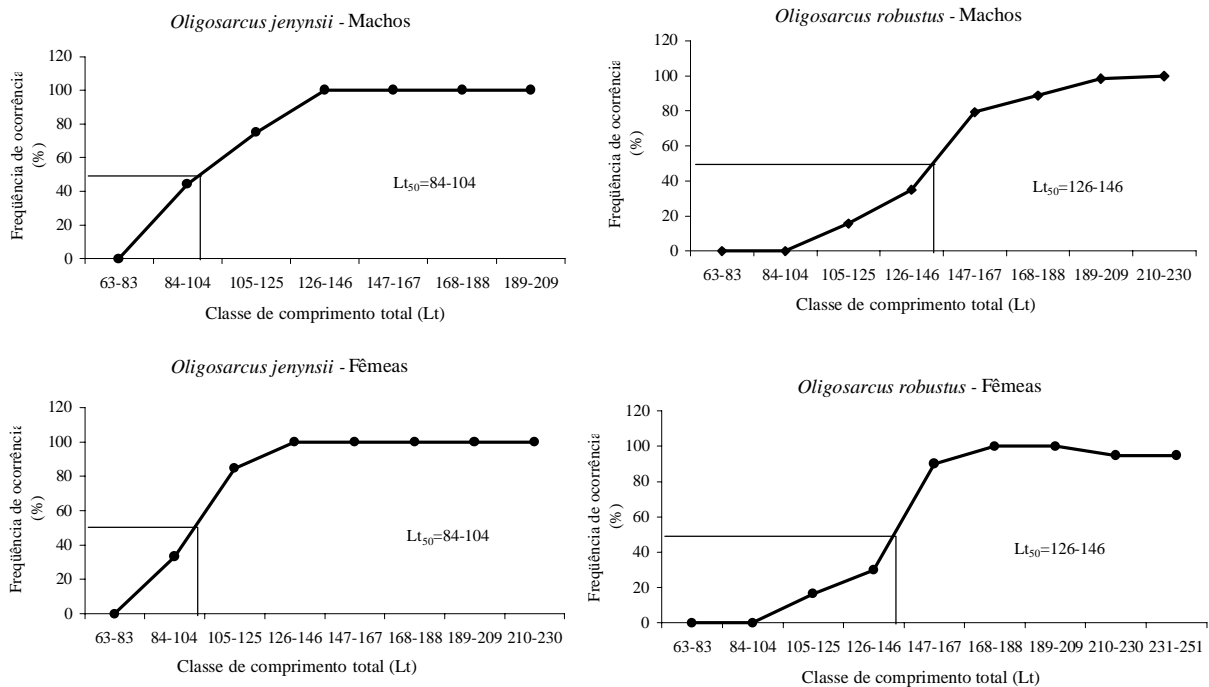 Oligosarcus jenynsii - Machos
Freqüência de ocorrência
(%)
120
100
80
60
40
20
0
Lt50=84-104
63-83 84-104 105-125 126-146 147-167 168-188 189-209
Classe de comprimento total (Lt)
Oligosarcus robustus - Machos
Freqüência de ocorrência
(%)
120
100
80
60
40
20
0
Lt50=126-146
63-83 84-104 105-125 126-146 147-167 168-188 189-209 210-230
Classe de comprimento total (Lt)
Oligosarcus jenynsii - Fêmeas
Freqüência de ocorrência
(%)
120
100
80
60
40
20
0
Lt50=84-104
63-83 84-104 105-125 126-146 147-167 168-188 189-209 210-230
Classe de comprimento total (Lt)
Oligosarcus robustus - Fêmeas
Freqüência de ocorrência
(%)
120
100
80
60
40
20
0
Lt50=126-146
63-83 84-104 105-125 126-146 147-167 168-188 189-209 210-230 231-251
Classe de comprimento total (Lt)